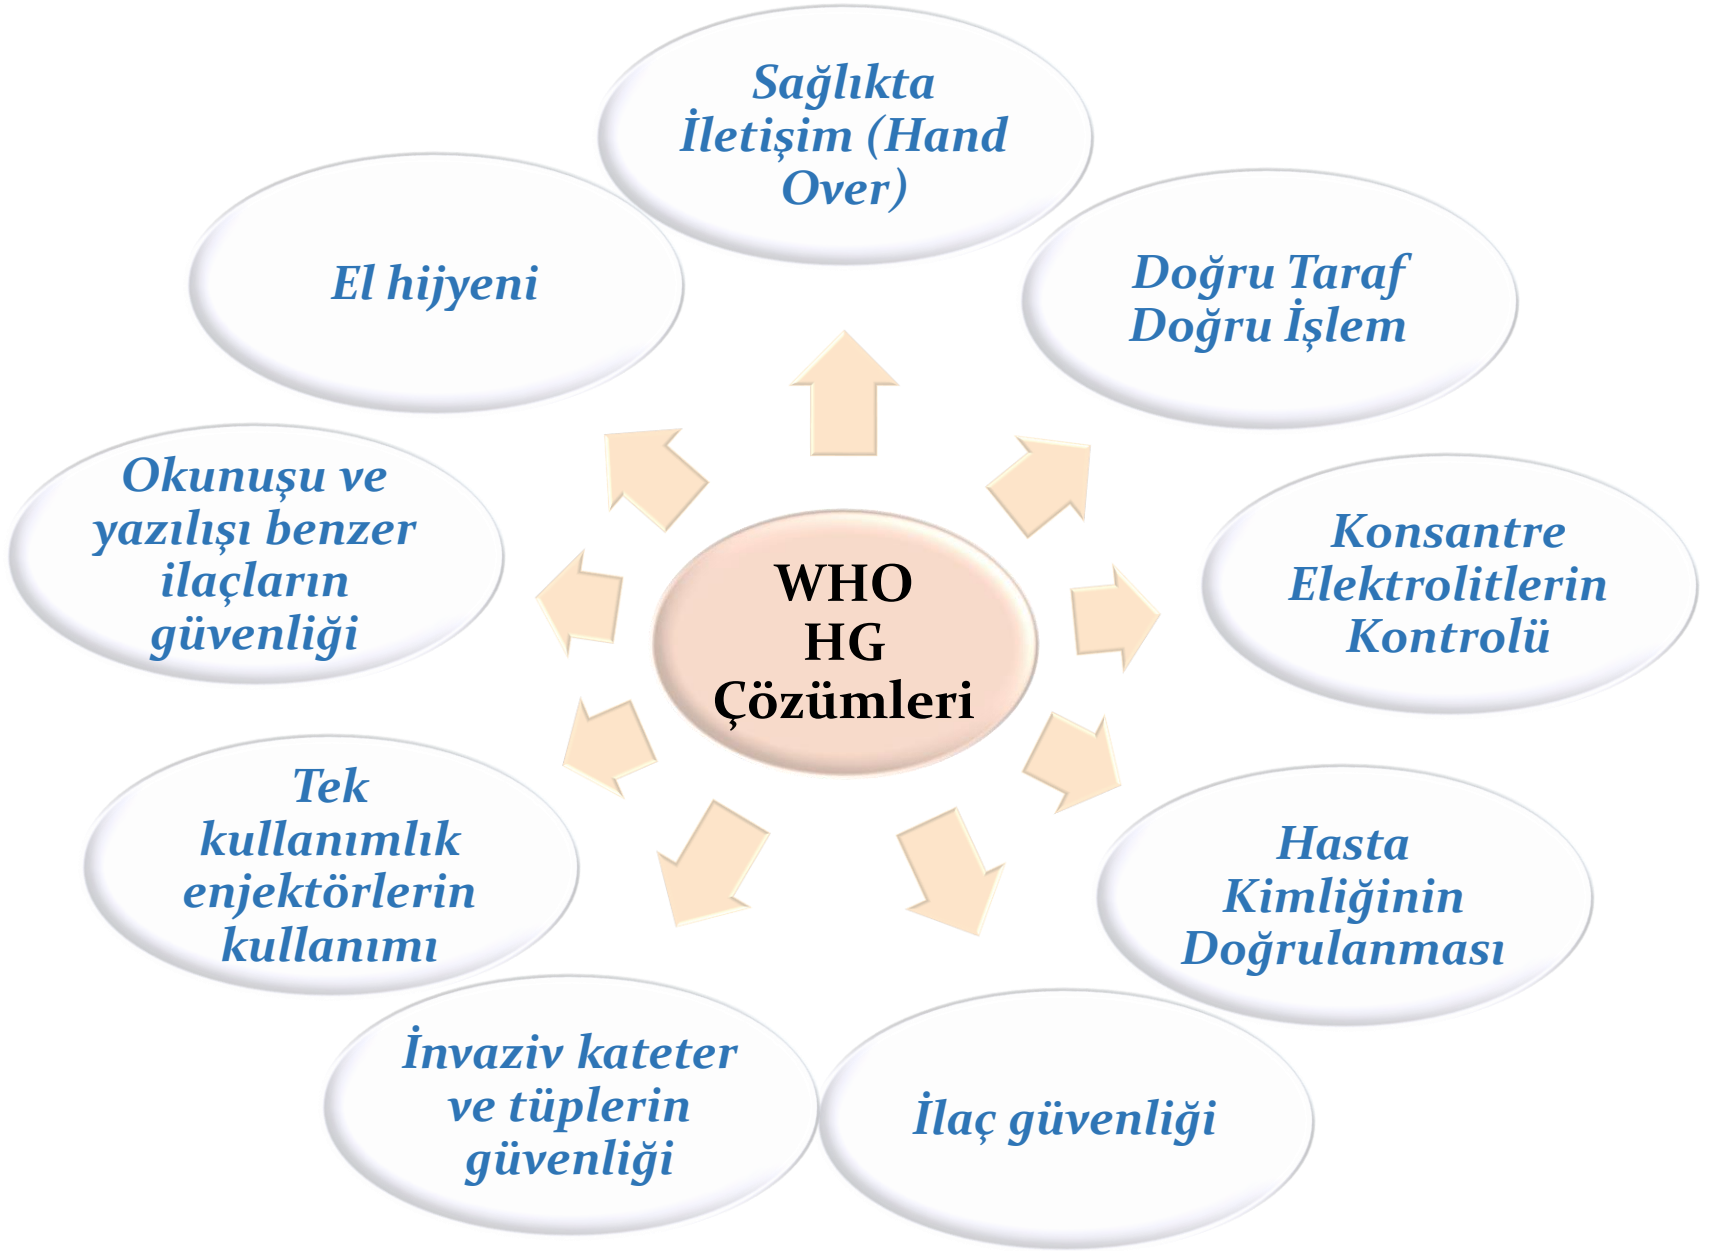 Sağlıkta
İletişim (Hand
Over)
Doğru Taraf
Doğru İşlem
Konsantre
Elektrolitlerin
Kontrolü
Hasta
Kimliğinin
Doğrulanması
İlaç güvenliği
İnvaziv kateter
ve tüplerin
güvenliği
Tek
kullanımlık
enjektörlerin
kullanımı
Okunuşu ve
yazılışı benzer
ilaçların
güvenliği
El hijyeni
WHO
HG
Çözümleri